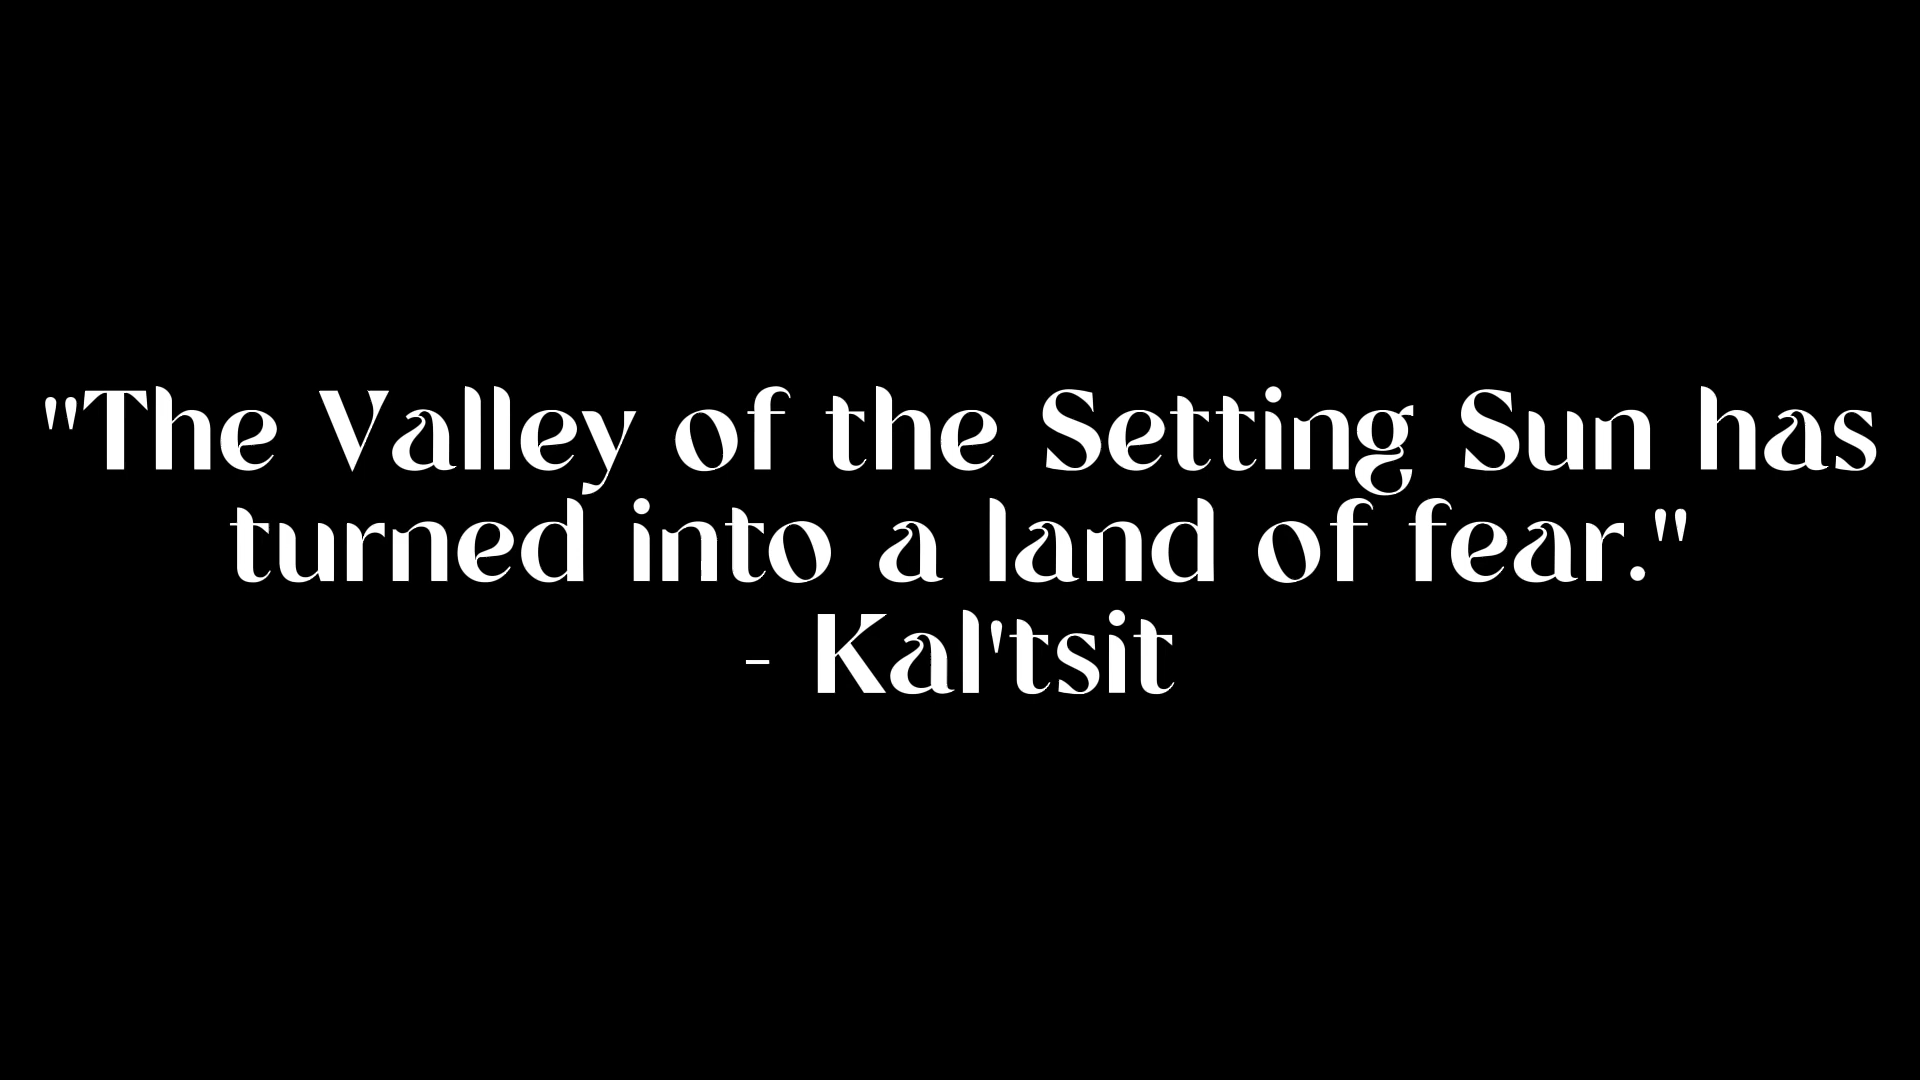 "The Valley of the Setting Sun has
turned into a land of fear."
- Kal'tsit